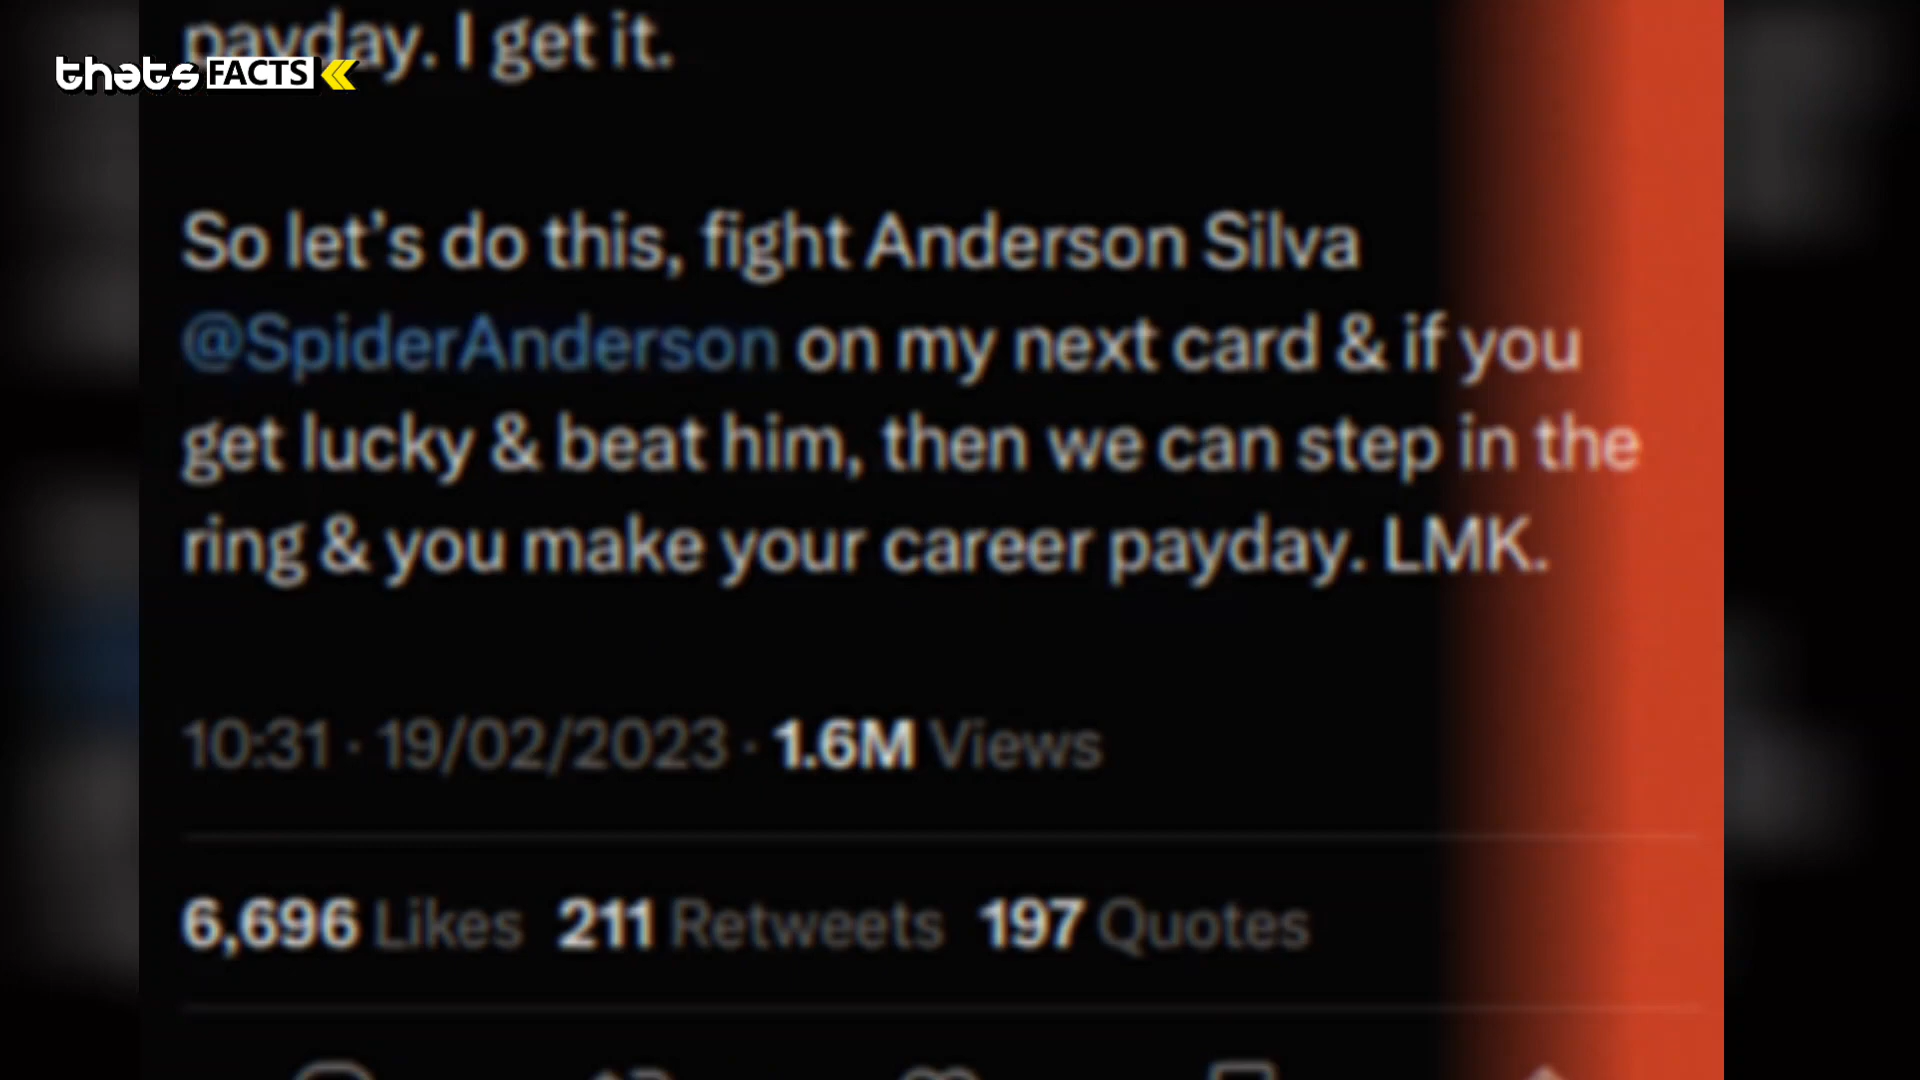 payday. I get it.
thats FACTS
So let's do this, fight Anderson Silva
@SpiderAnderson on my next card & if you
get lucky & beat him, then we can step in the
ring & you make your career payday. LMK.
10:31 · 19/02/2023 · 1.6M Views
6,696 Likes 211 Retweets 197 Quotes